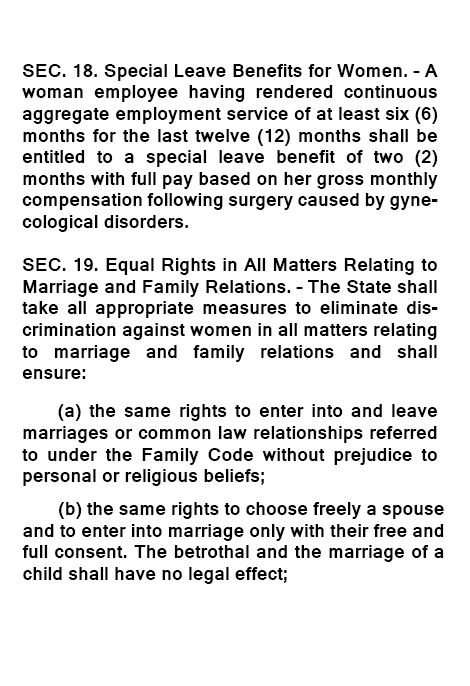 SEC. 18. Special Leave Benefits for Women. - A
woman employee having rendered continuous
aggregate employment service of at least six (6)
months for the last twelve (12) months shall be
entitled to a special leave benefit of two (2)
months with full pay based on her gross monthly
compensation following surgery caused by gyne-
cological disorders.
SEC. 19. Equal Rights in All Matters Relating to
Marriage and Family Relations. - The State shall
take all appropriate measures to eliminate dis-
crimination against women in all matters relating
to marriage and family relations and shall
ensure:
(a) the same rights to enter into and leave
marriages or common law relationships referred
to under the Family Code without prejudice to
personal or religious beliefs;
(b) the same rights to choose freely a spouse
and to enter into marriage only with their free and
full consent. The betrothal and the marriage of a
child shall have no legal effect;